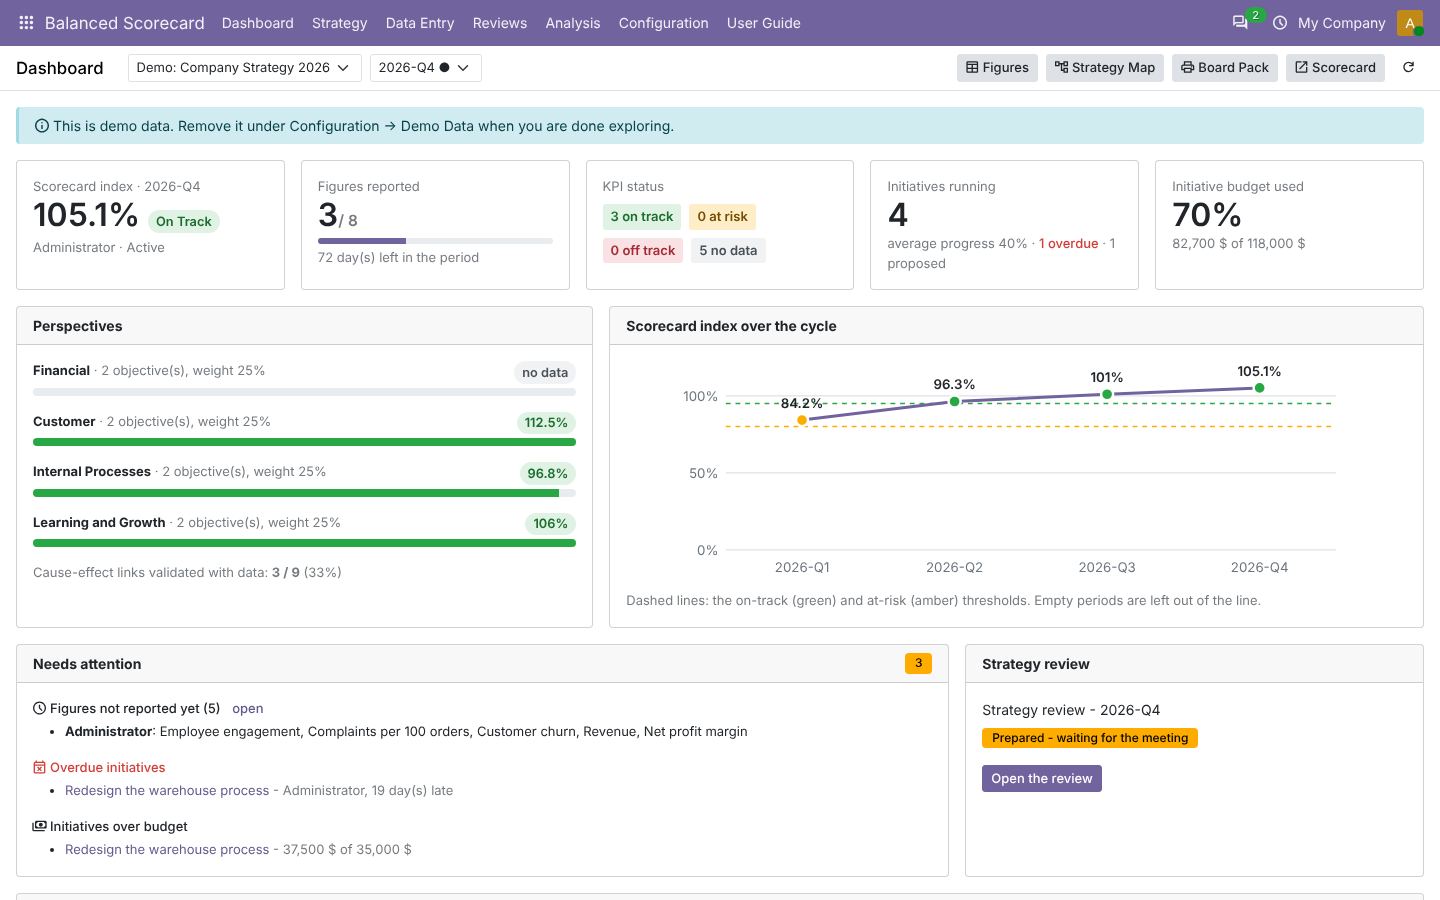 Balanced Scorecard Dashboard Strategy Data Entry Reviews Analysis Configuration User Guide 2 My Company A
Dashboard Demo: Company Strategy 2026 2026-Q4 Figures Strategy Map Board Pack Scorecard
This is demo data. Remove it under Configuration → Demo Data when you are done exploring.
Scorecard index · 2026-Q4
105.1% On Track
Administrator · Active
Figures reported
3/ 8
72 day(s) left in the period
KPI status
3 on track 0 at risk
0 off track 5 no data
Initiatives running
4
average progress 40% · 1 overdue · 1
proposed
Initiative budget used
70%
82,700 $ of 118,000 $
Perspectives
Financial · 2 objective(s), weight 25% no data
Customer · 2 objective(s), weight 25% 112.5%
Internal Processes · 2 objective(s), weight 25% 96.8%
Learning and Growth · 2 objective(s), weight 25% 106%
Cause-effect links validated with data: 3 / 9 (33%)
Scorecard index over the cycle
84.2% 96.3% 101% 105.1%
100%
50%
0%
2026-Q1 2026-Q2 2026-Q3 2026-Q4
Dashed lines: the on-track (green) and at-risk (amber) thresholds. Empty periods are left out of the line.
Needs attention 3
Figures not reported yet (5) open
• Administrator: Employee engagement, Complaints per 100 orders, Customer churn, Revenue, Net profit margin
Overdue initiatives
• Redesign the warehouse process - Administrator, 19 day(s) late
Initiatives over budget
• Redesign the warehouse process - 37,500 $ of 35,000 $
Strategy review
Strategy review - 2026-Q4
Prepared - waiting for the meeting
Open the review